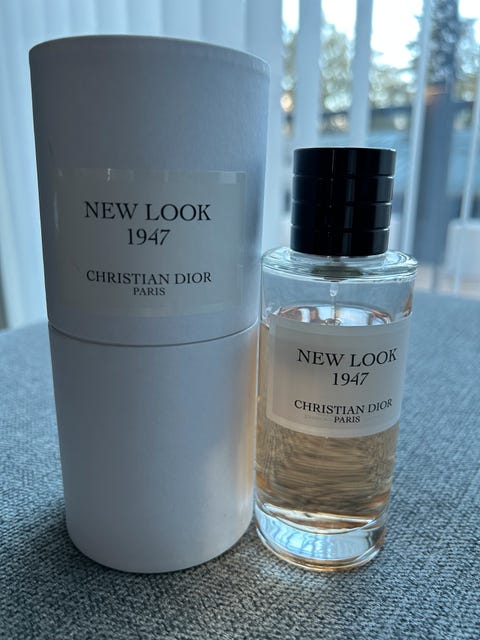 NEW LOOK
1947
CHRISTIAN DIOR
PARIS
NEW LOOK
1947
CHRISTIAN DIOR
PARIS